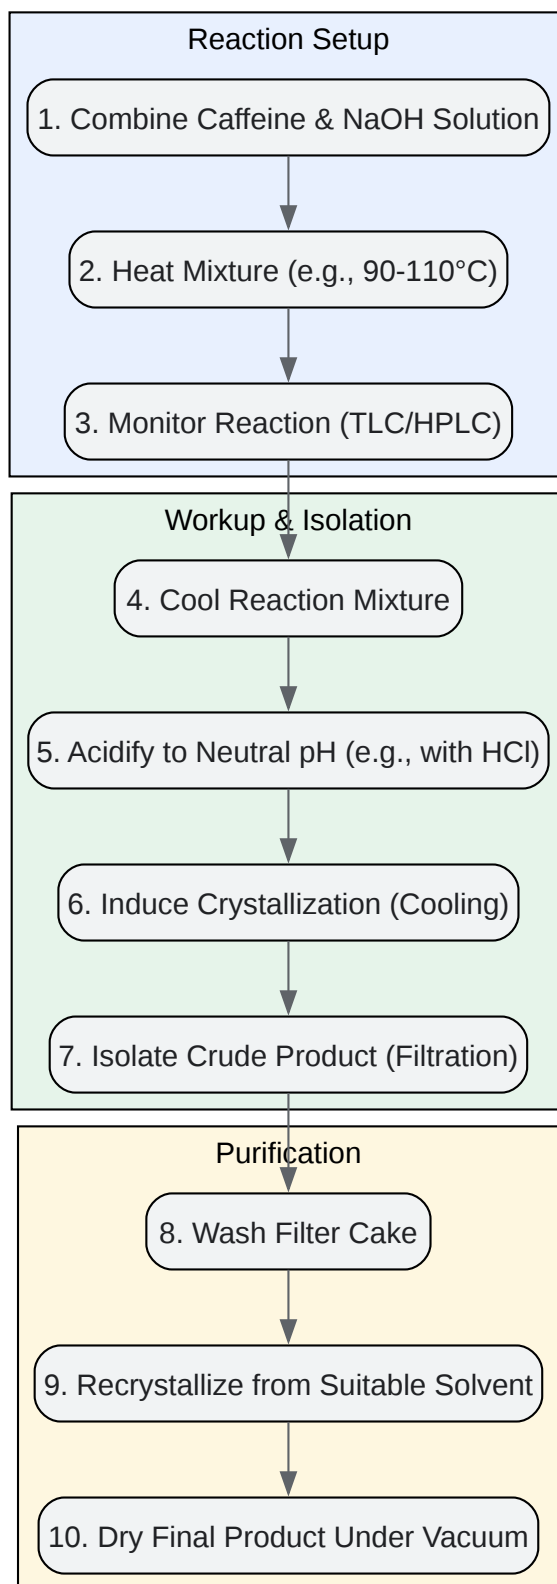 Reaction Setup
1. Combine Caffeine & NaOH Solution
2. Heat Mixture (e.g., 90-110°C)
3. Monitor Reaction (TLC/HPLC)
Workup & Isolation
4. Cool Reaction Mixture
5. Acidify to Neutral pH (e.g., with HCl)
6. Induce Crystallization (Cooling)
7. Isolate Crude Product (Filtration)
Purification
8. Wash Filter Cake
9. Recrystallize from Suitable Solvent
10. Dry Final Product Under Vacuum